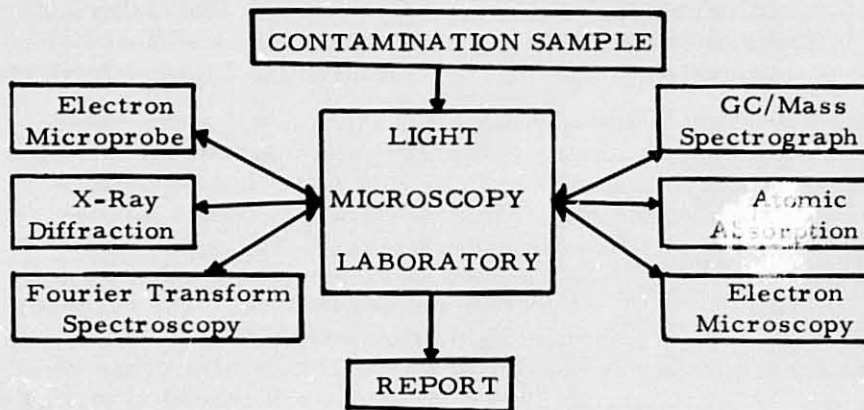 CONTAMINATION SAMPLE
Electron
Microprobe
X-Ray
Diffraction
Fourier Transform
Spectroscopy
LIGHT
MICROSCOPY
LABORATORY
GC/Mass
Spectrograph
Atomic
Absorption
Electron
Microscopy
REPORT